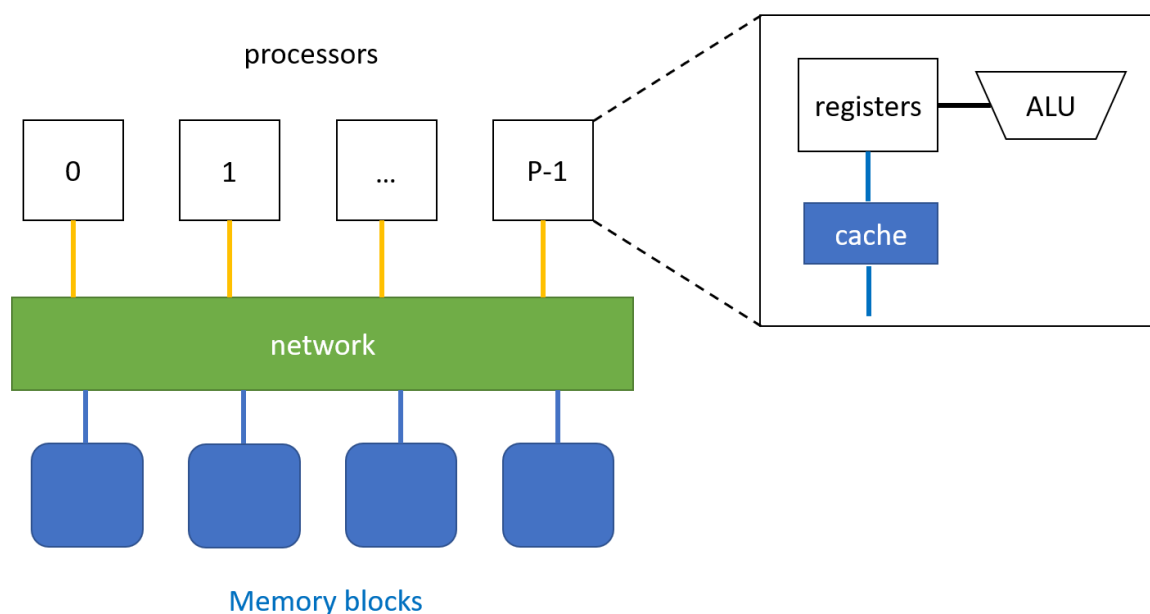 processors
0
1
...
P-1
network
Memory blocks
registers
ALU
cache